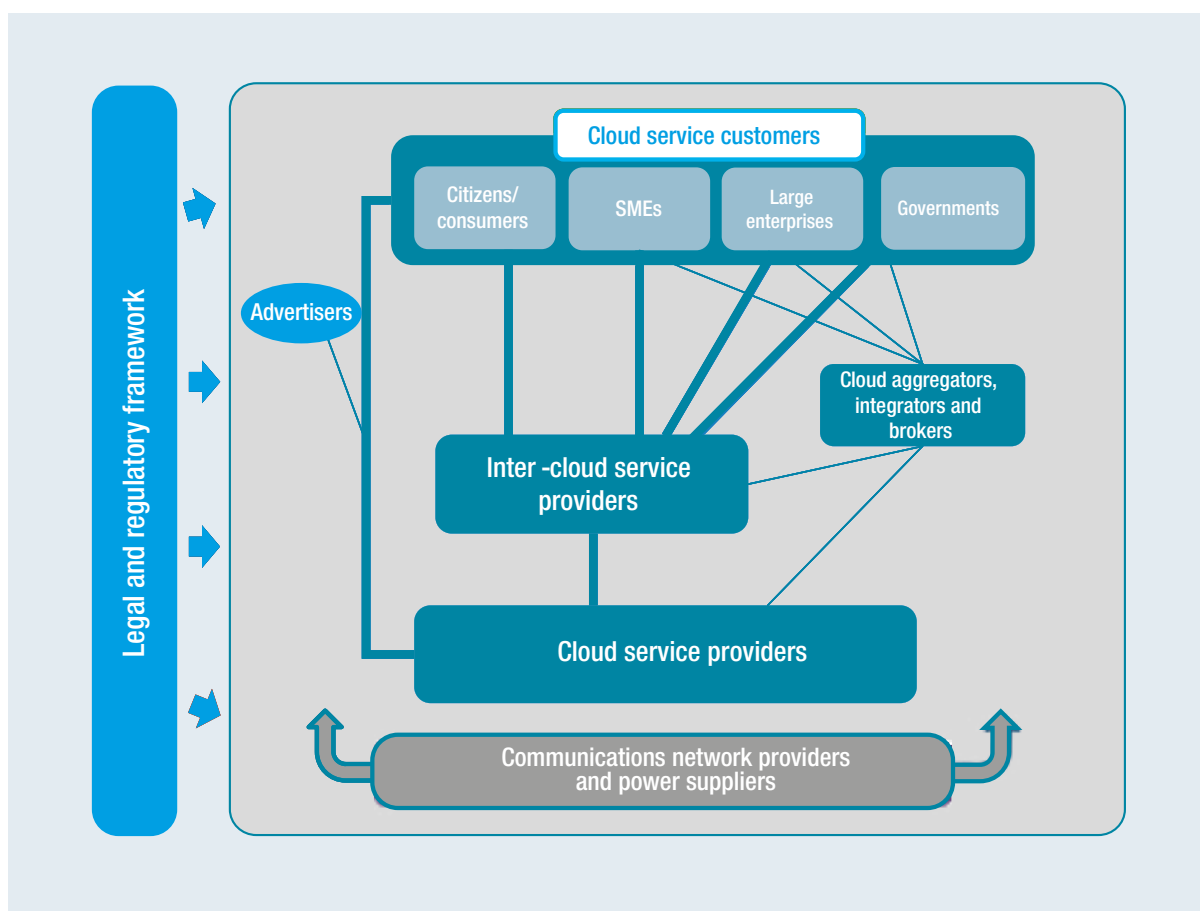 Cloud service customers
Citizens/
consumers
SMEs
Large
enterprises
Governments
Legal and regulatory framework
Advertisers
Cloud aggregators,
integrators and
brokers
Inter -cloud service
providers
Cloud service providers
Communications network providers
and power suppliers